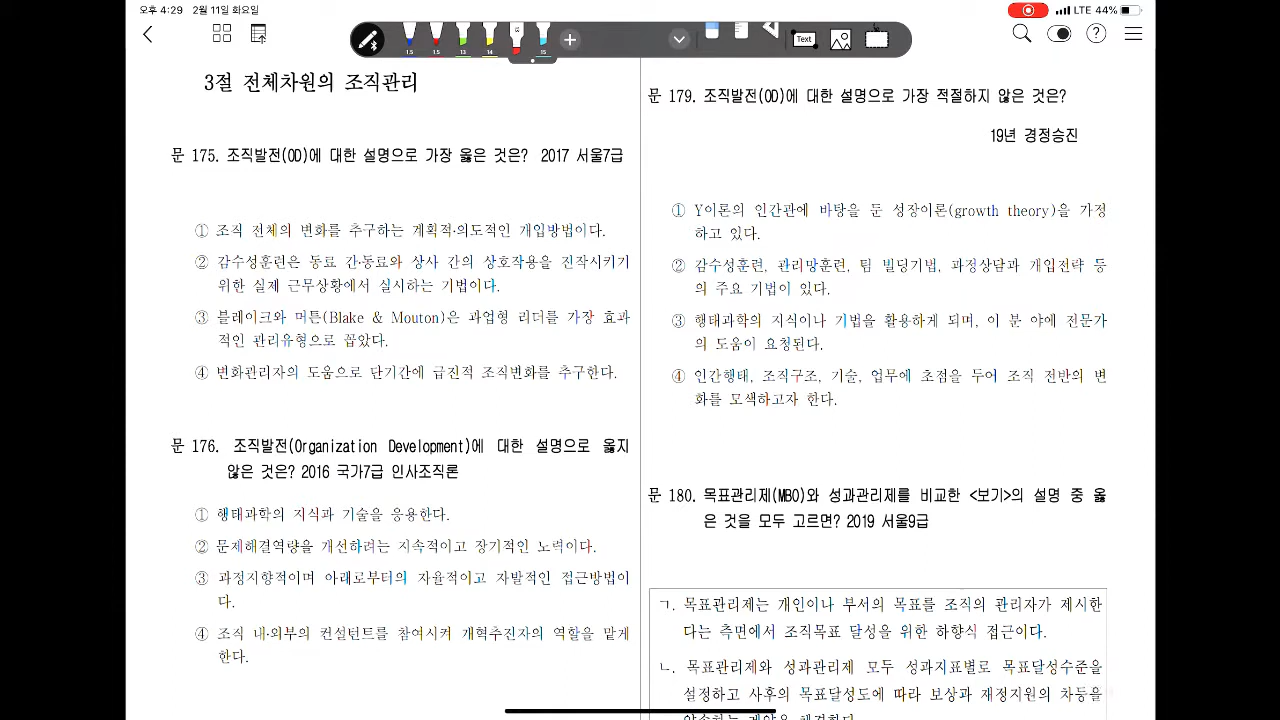 오후 4:29 2월 11일 화요일
LTE 44%
Text
1.5 1.5 13 14 15
3절 전체차원의 조직관리
문 175. 조직발전(OD)에 대한 설명으로 가장 옳은 것은? 2017 서울7급
① 조직 전체의 변화를 추구하는 계획적·의도적인 개입방법이다.
② 감수성훈련은 동료 간·동료와 상사 간의 상호작용을 진작시키기
위한 실제 근무상황에서 실시하는 기법이다.
③ 블레이크와 머튼(Blake & Mouton)은 과업형 리더를 가장 효과
적인 관리유형으로 꼽았다.
④ 변화관리자의 도움으로 단기간에 급진적 조직변화를 추구한다.
문 176. 조직발전(Organization Development)에 대한 설명으로 옳지
않은 것은? 2016 국가7급 인사조직론
① 행태과학의 지식과 기술을 응용한다.
② 문제해결역량을 개선하려는 지속적이고 장기적인 노력이다.
③ 과정지향적이며 아래로부터의 자율적이고 자발적인 접근방법이
다.
④ 조직 내·외부의 컨설턴트를 참여시켜 개혁추진자의 역할을 맡게
한다.
문 179. 조직발전(OD)에 대한 설명으로 가장 적절하지 않은 것은?
19년 경정승진
① Y이론의 인간관에 바탕을 둔 성장이론(growth theory)을 가정
하고 있다.
② 감수성훈련, 관리망훈련, 팀 빌딩기법, 과정상담과 개입전략 등
의 주요 기법이 있다.
③ 행태과학의 지식이나 기법을 활용하게 되며, 이 분 야에 전문가
의 도움이 요청된다.
④ 인간행태, 조직구조, 기술, 업무에 초점을 두어 조직 전반의 변
화를 모색하고자 한다.
문 180. 목표관리제(MBO)와 성과관리제를 비교한 <보기>의 설명 중 옳
은 것을 모두 고르면? 2019 서울9급
ㄱ. 목표관리제는 개인이나 부서의 목표를 조직의 관리자가 제시한
다는 측면에서 조직목표 달성을 위한 하향식 접근이다.
ㄴ. 목표관리제와 성과관리제 모두 성과지표별로 목표달성수준을
설정하고 사후의 목표달성도에 따라 보상과 재정지원의 차등을